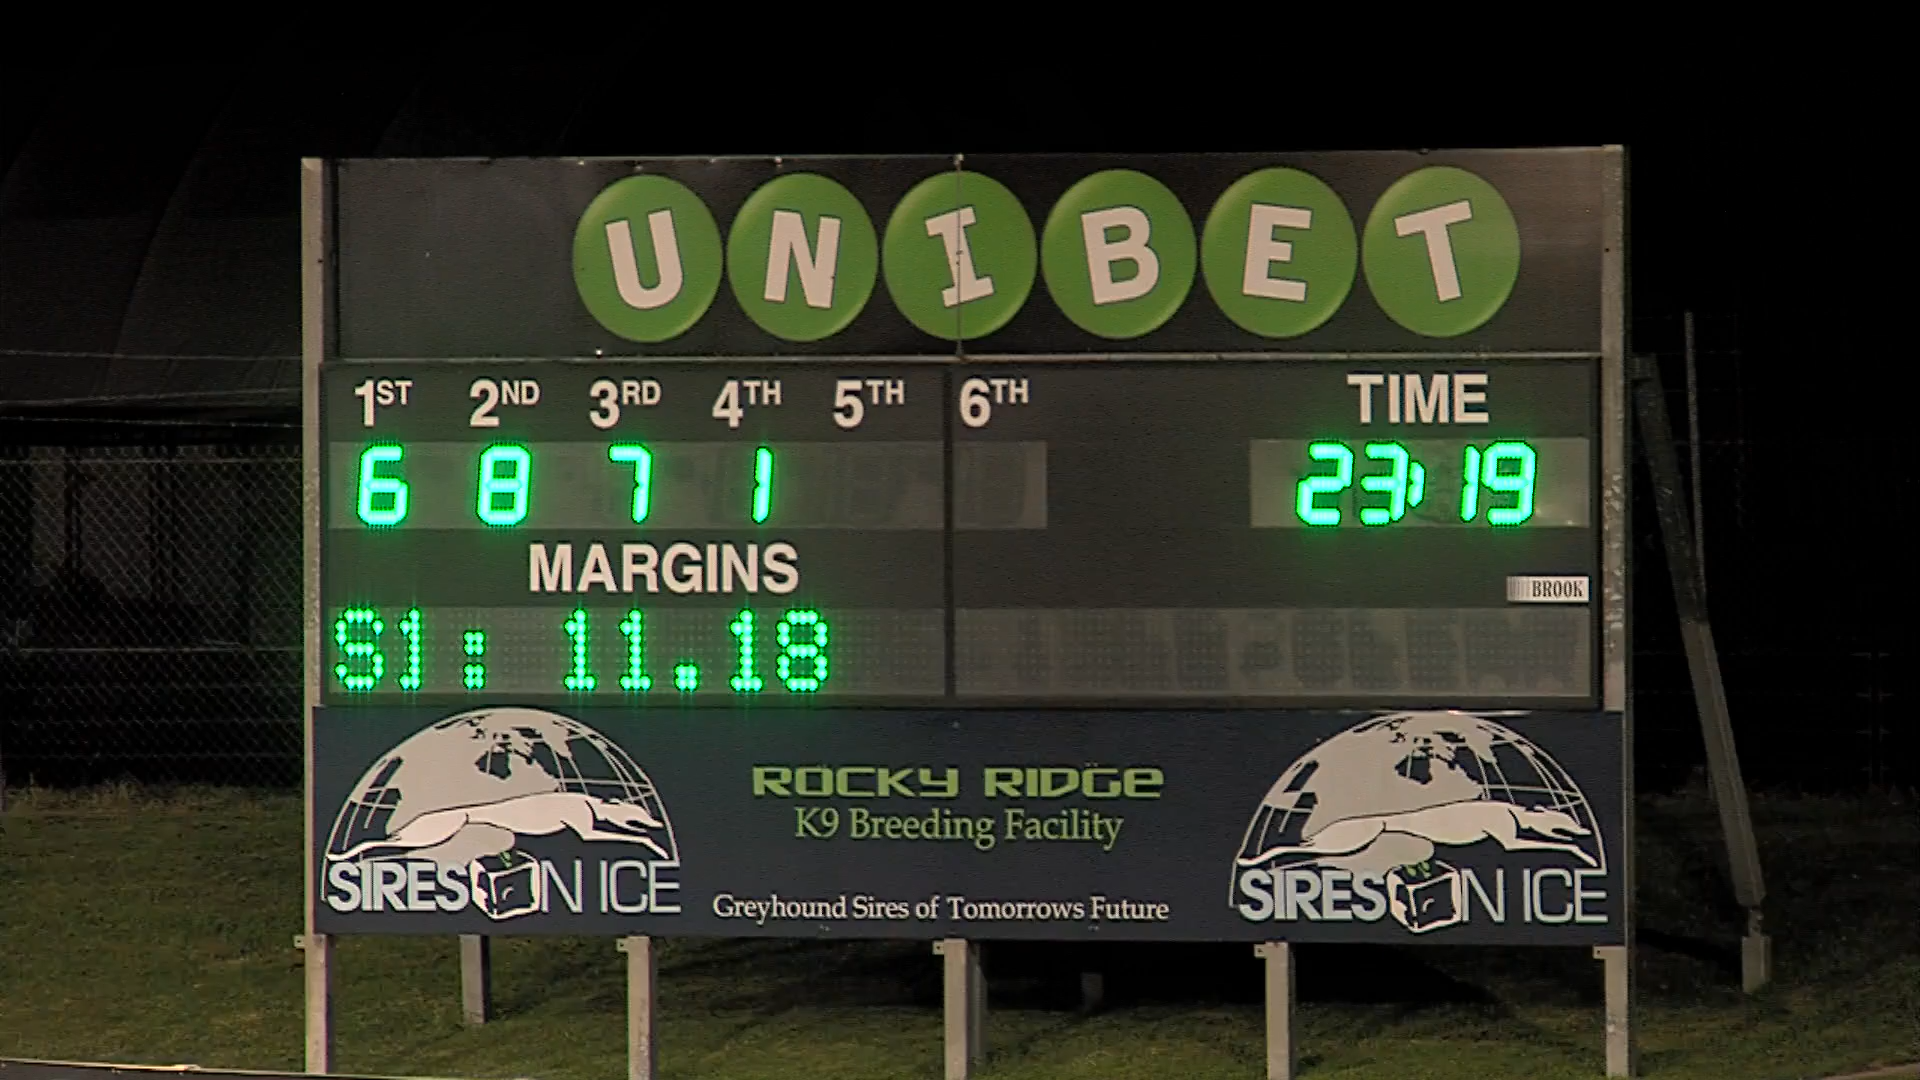 UNIBET
1ST 2ND 3RD 4TH 5TH 6TH TIME
6 8 7 1 23:19
MARGINS
BROOK
S1: 11.18
ROCKY RIDGE
K9 Breeding Facility
SIRES ON ICE
Greyhound Sires of Tomorrows Future
SIRES ON ICE